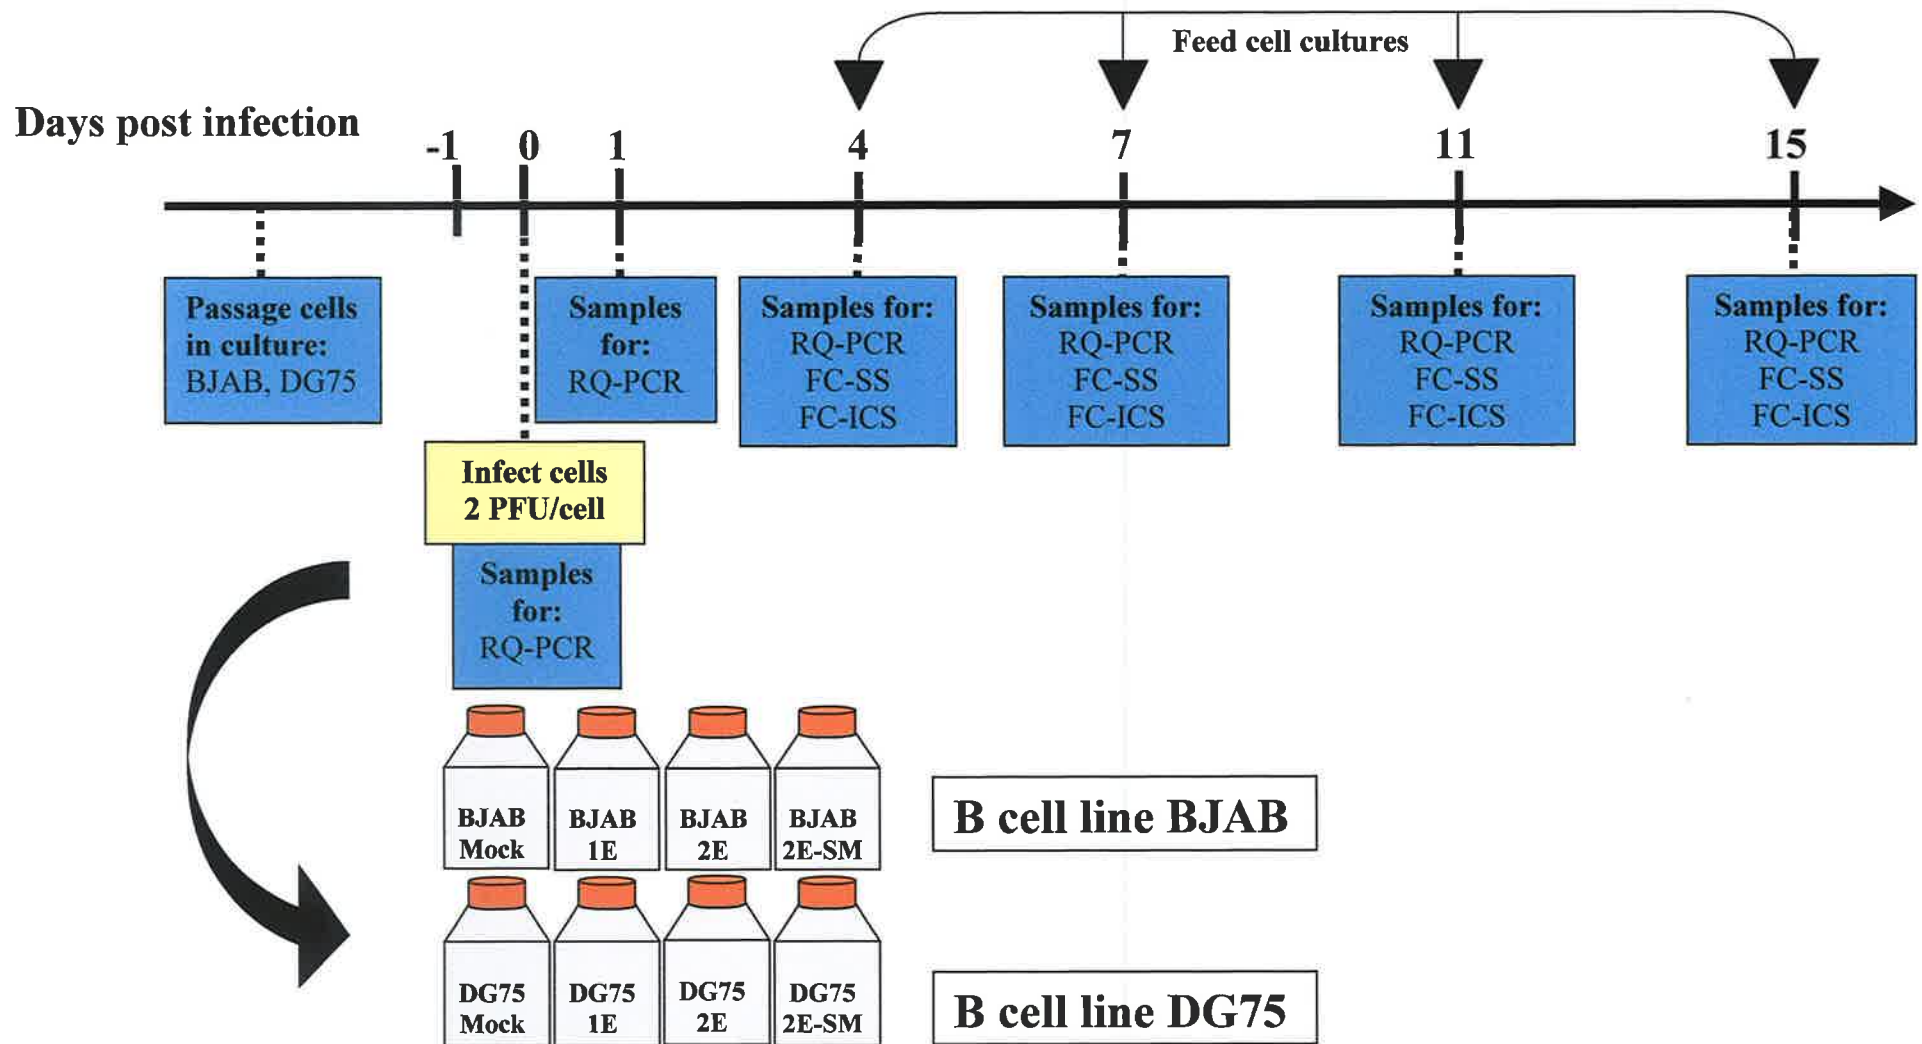 Feed cell cultures
Days post infection
-1 0 1 4 7 11 15
Passage cells
in culture:
BJAB, DG75
Samples
for:
RQ-PCR
Samples for:
RQ-PCR
FC-SS
FC-ICS
Samples for:
RQ-PCR
FC-SS
FC-ICS
Samples for:
RQ-PCR
FC-SS
FC-ICS
Samples for:
RQ-PCR
FC-SS
FC-ICS
Infect cells
2 PFU/cell
Samples
for:
RQ-PCR
BJAB
Mock
BJAB
1E
BJAB
2E
BJAB
2E-SM
B cell line BJAB
DG75
Mock
DG75
1E
DG75
2E
DG75
2E-SM
B cell line DG75